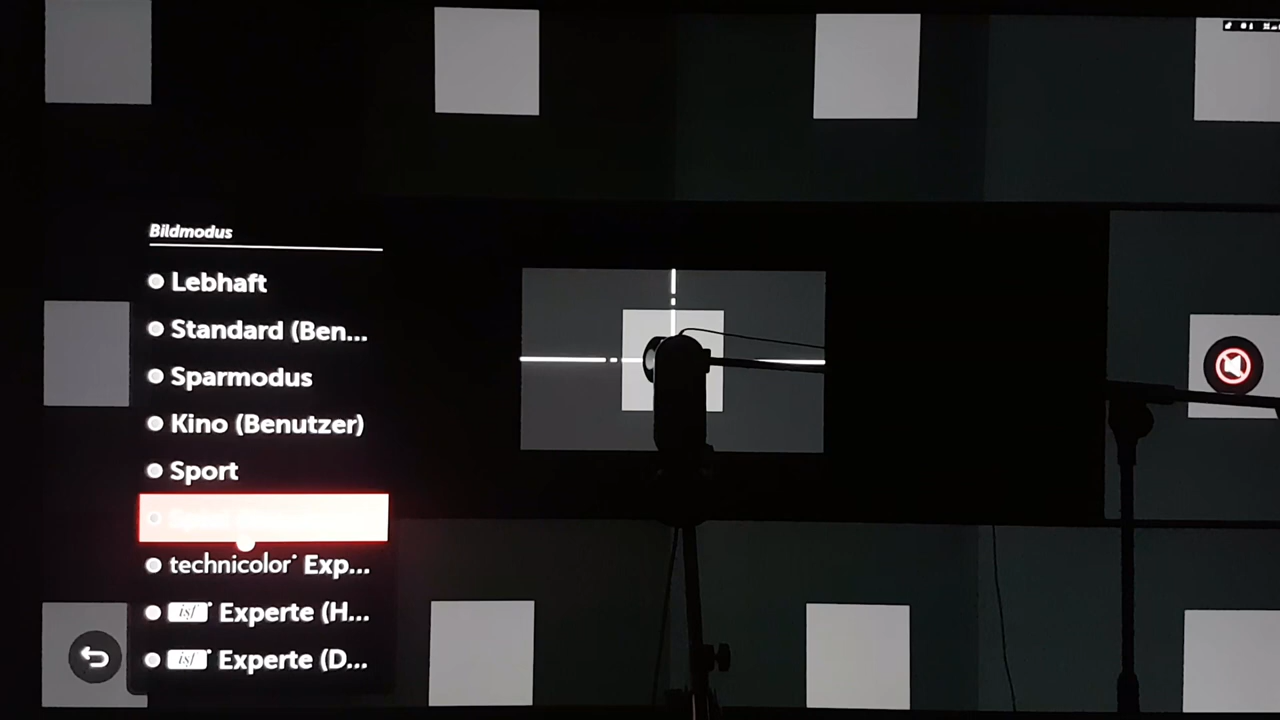 Bildmodus
Lebhaft
Standard (Ben...
Sparmodus
Kino (Benutzer)
Sport
technicolor Exp...
isf Experte (H...
isf Experte (D...